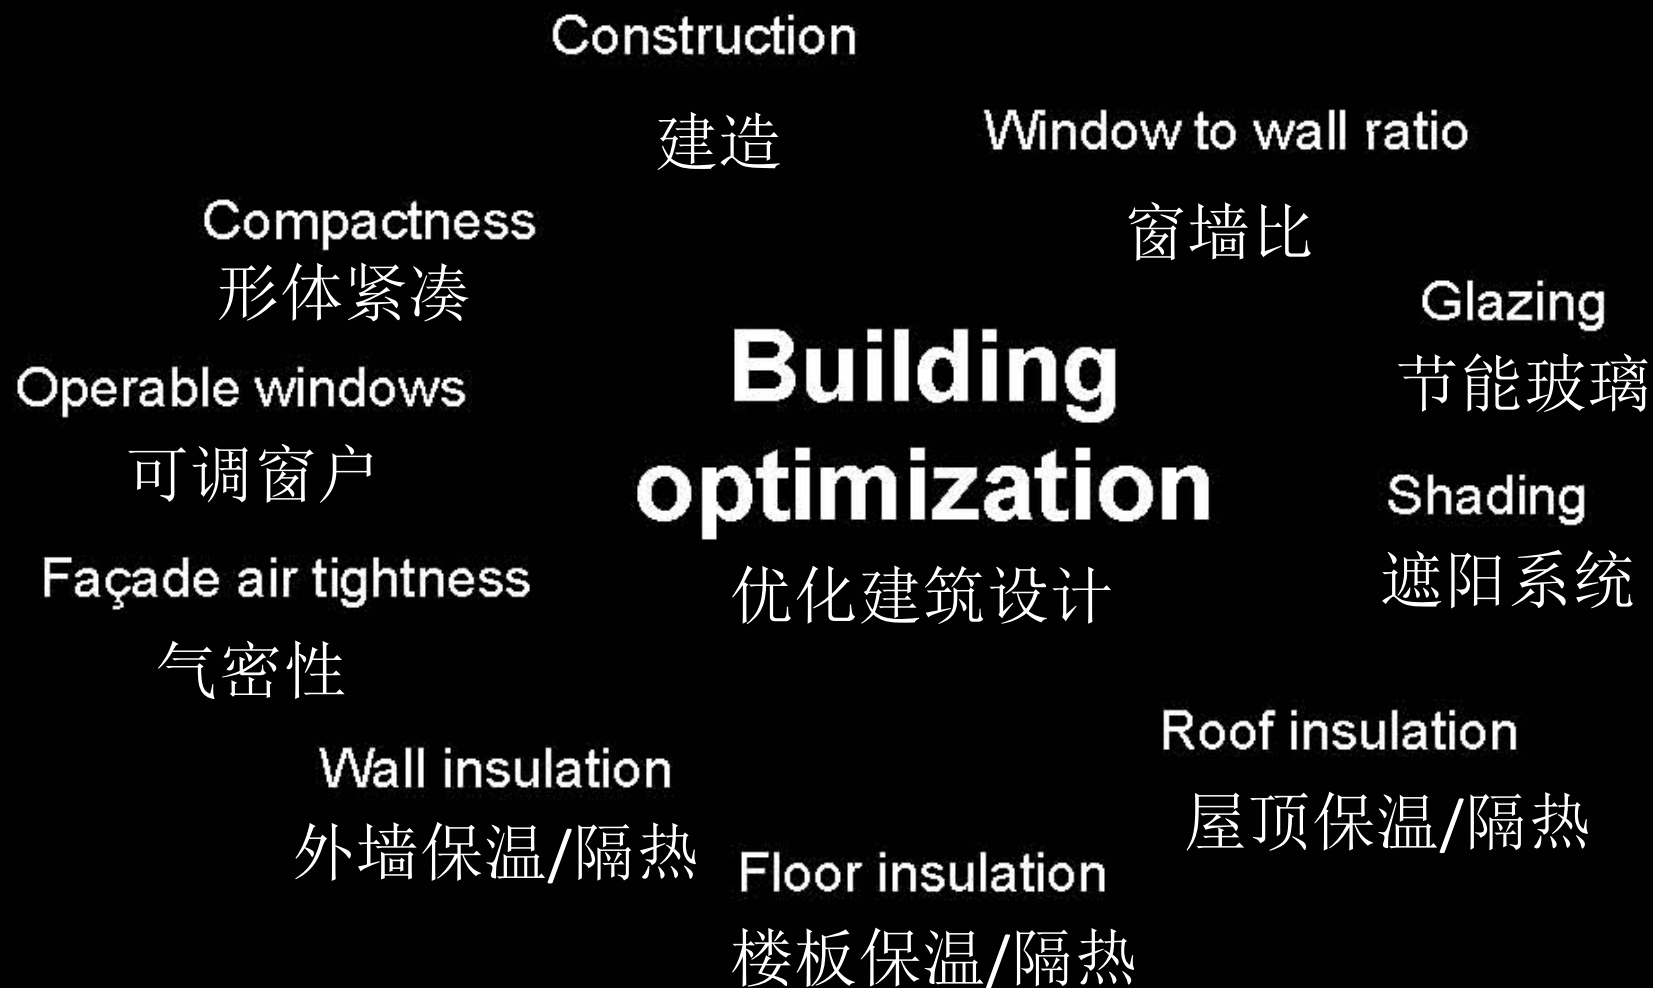 Construction
建造
Window to wall ratio
窗墙比
Compactness
形体紧凑
Glazing
节能玻璃
Operable windows
可调窗户
Building
optimization
优化建筑设计
Shading
遮阳系统
Façade air tightness
气密性
Roof insulation
屋顶保温/隔热
Wall insulation
外墙保温/隔热
Floor insulation
楼板保温/隔热